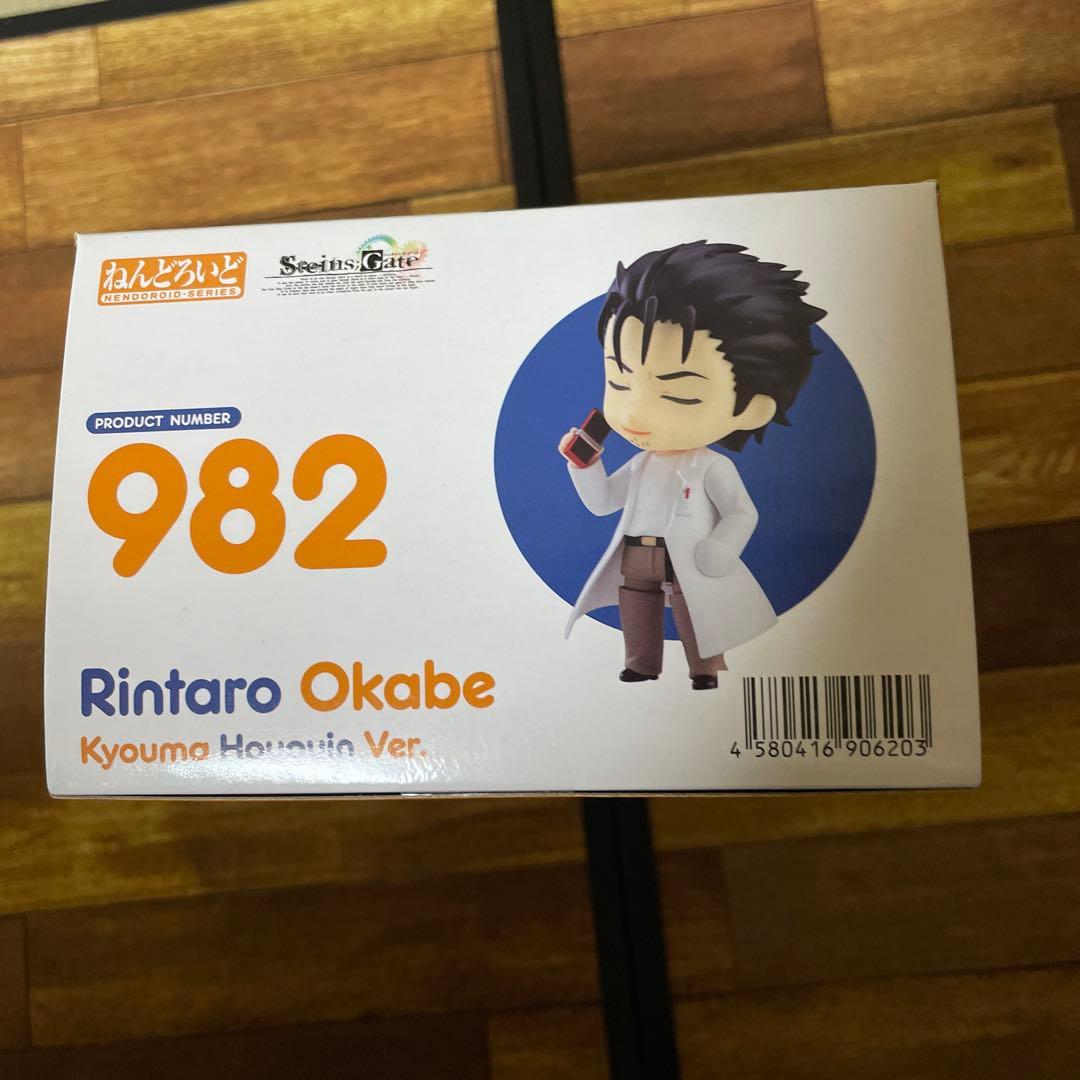 ねんどろいど
NENDOROID-SERIES
Steins;Gate
PRODUCT NUMBER
982
Rintaro Okabe
Kyouma Hououin Ver.
4 580416 906203